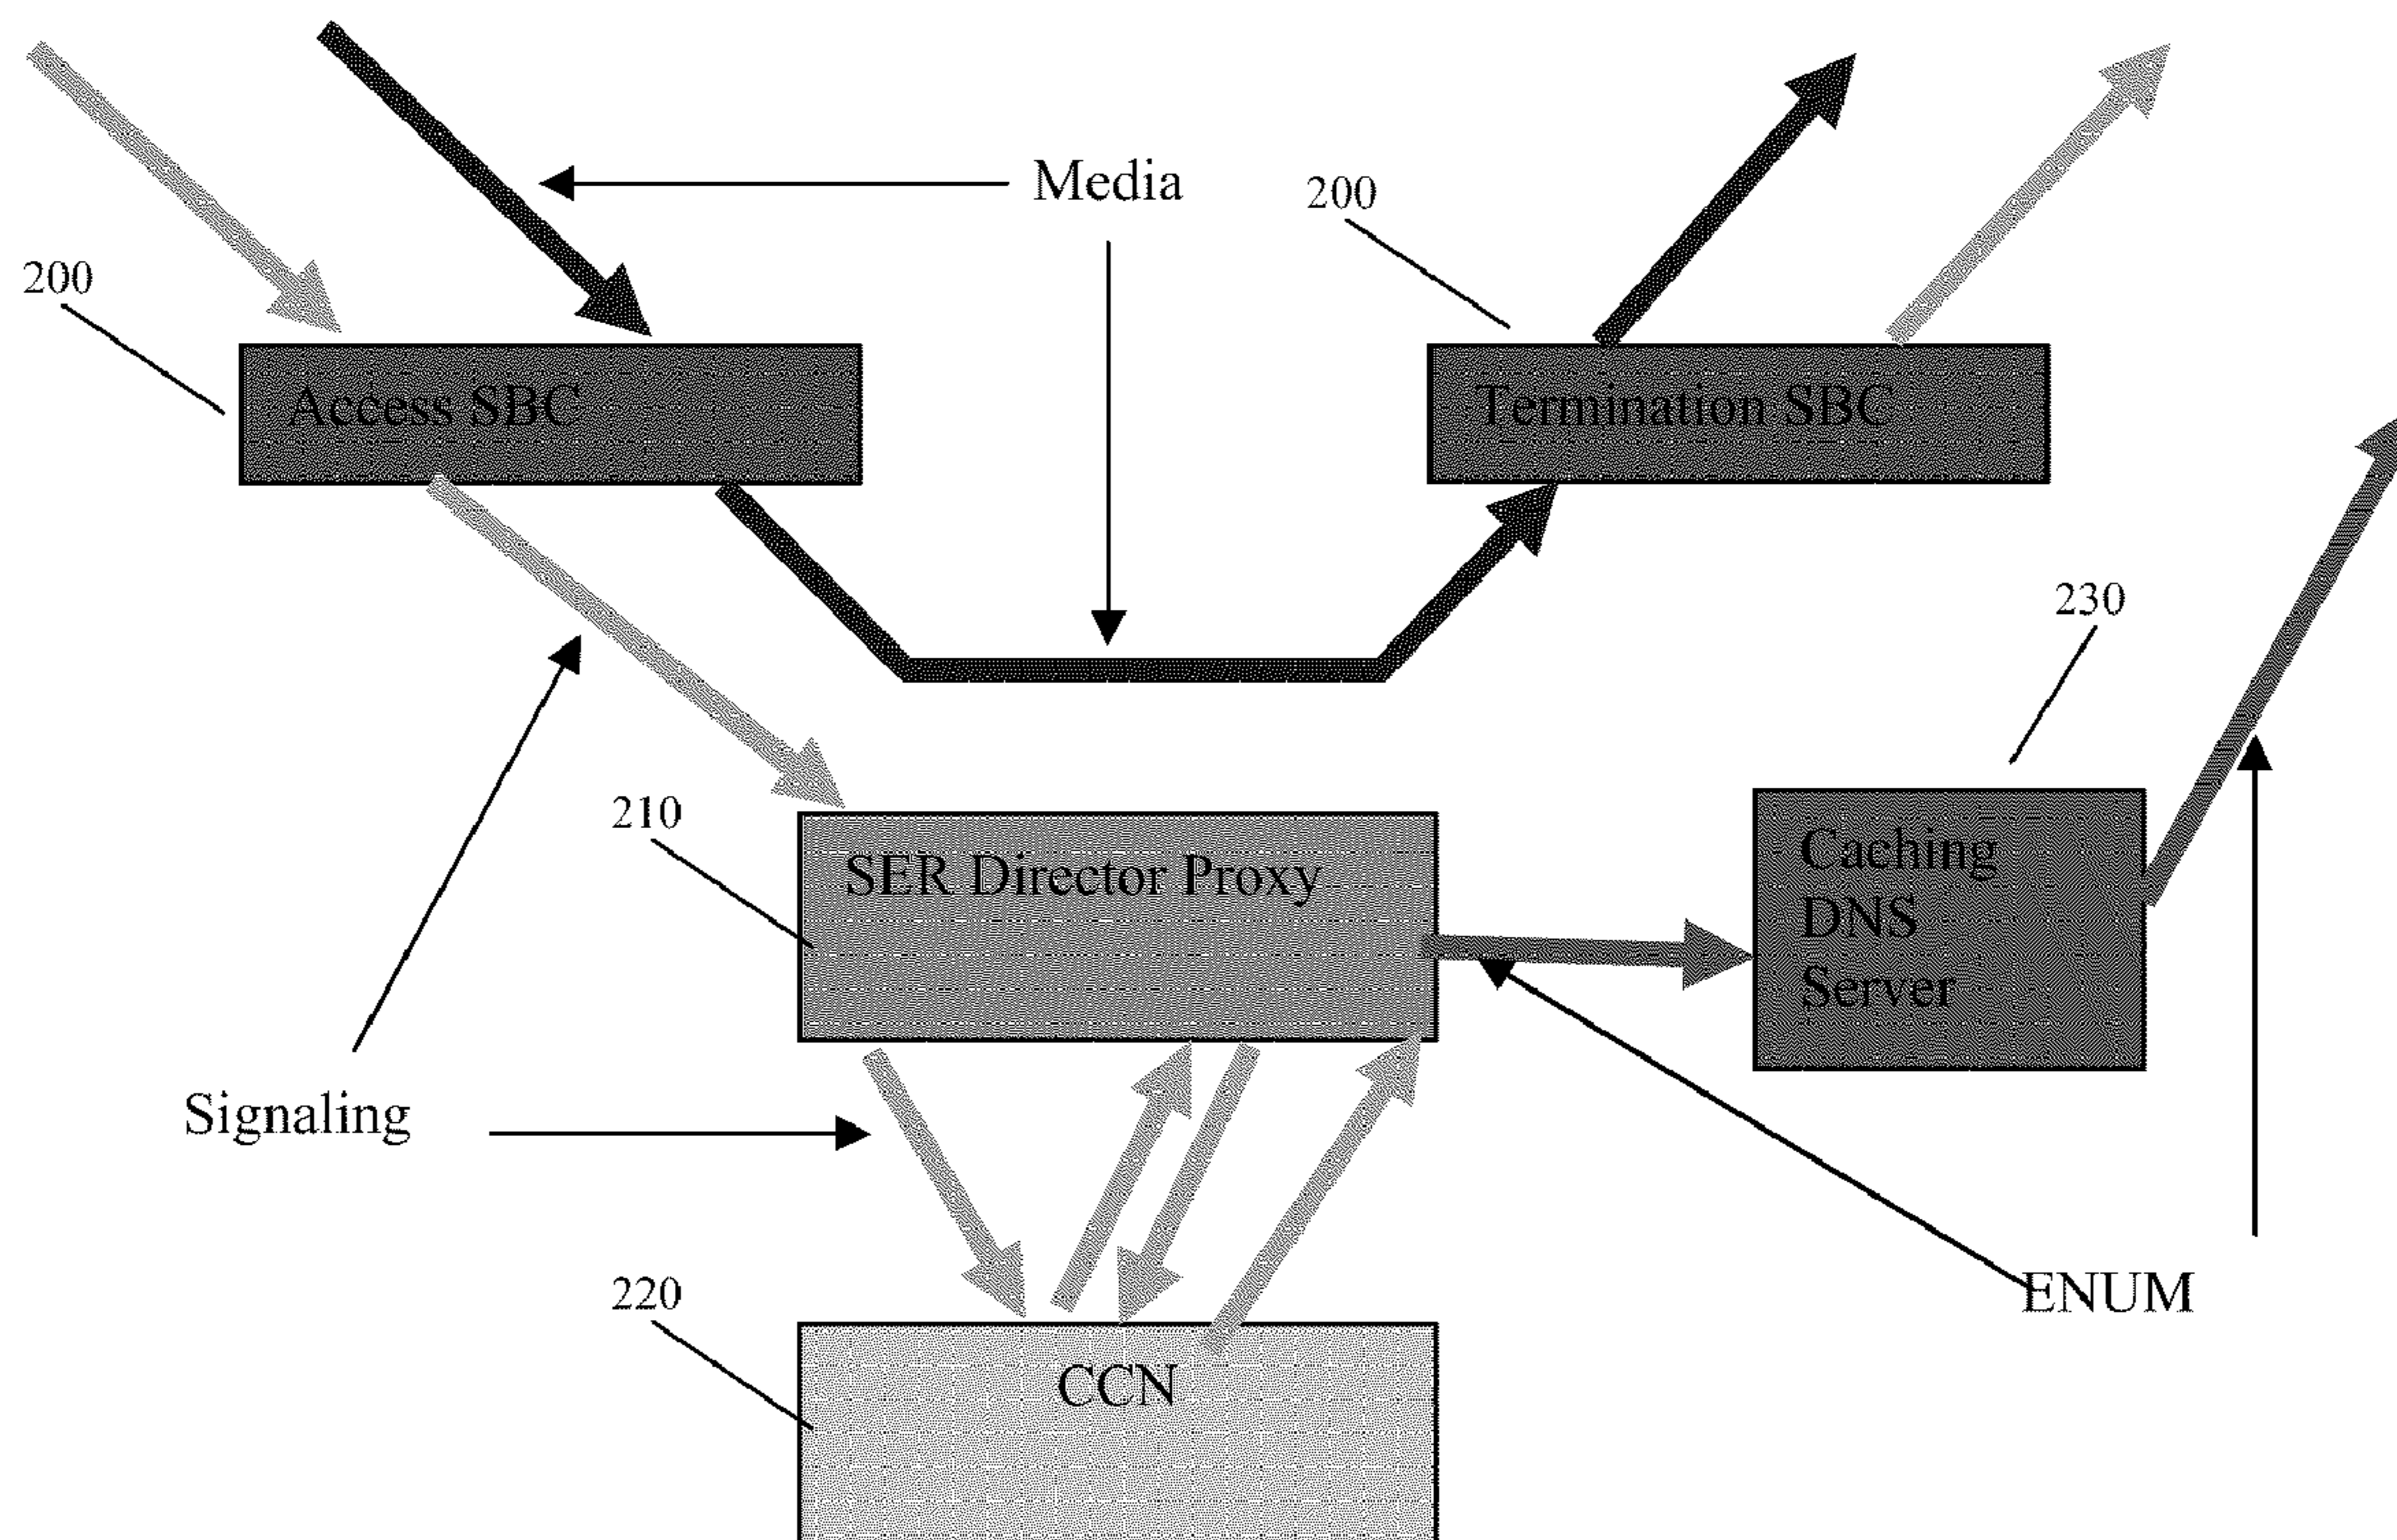 Media
200
200
Access SBC
Termination SBC
230
210
SER Director Proxy
Caching
DNS
Server
Signaling
220
ENUM
CCN